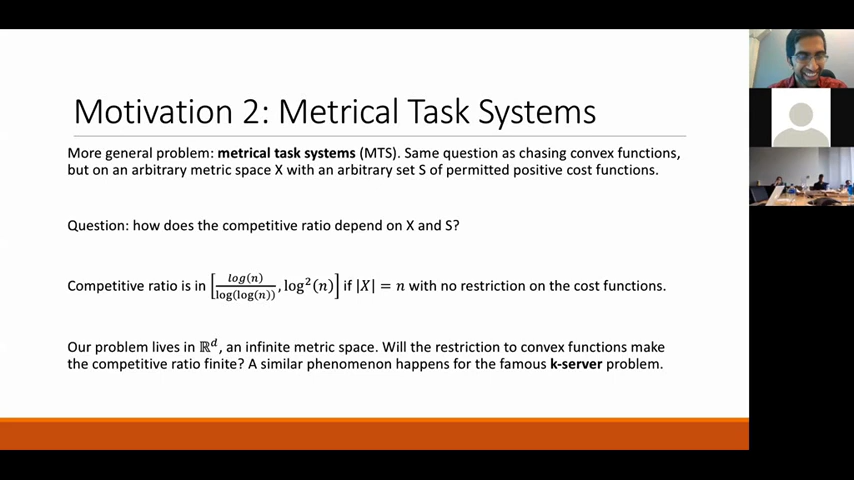 Motivation 2: Metrical Task Systems
More general problem: metrical task systems (MTS). Same question as chasing convex functions,
but on an arbitrary metric space X with an arbitrary set S of permitted positive cost functions.
Question: how does the competitive ratio depend on X and S?
Competitive ratio is in [log(n)/log(log(n)), log²(n)] if |X| = n with no restriction on the cost functions.
Our problem lives in ℝᵈ, an infinite metric space. Will the restriction to convex functions make
the competitive ratio finite? A similar phenomenon happens for the famous k-server problem.